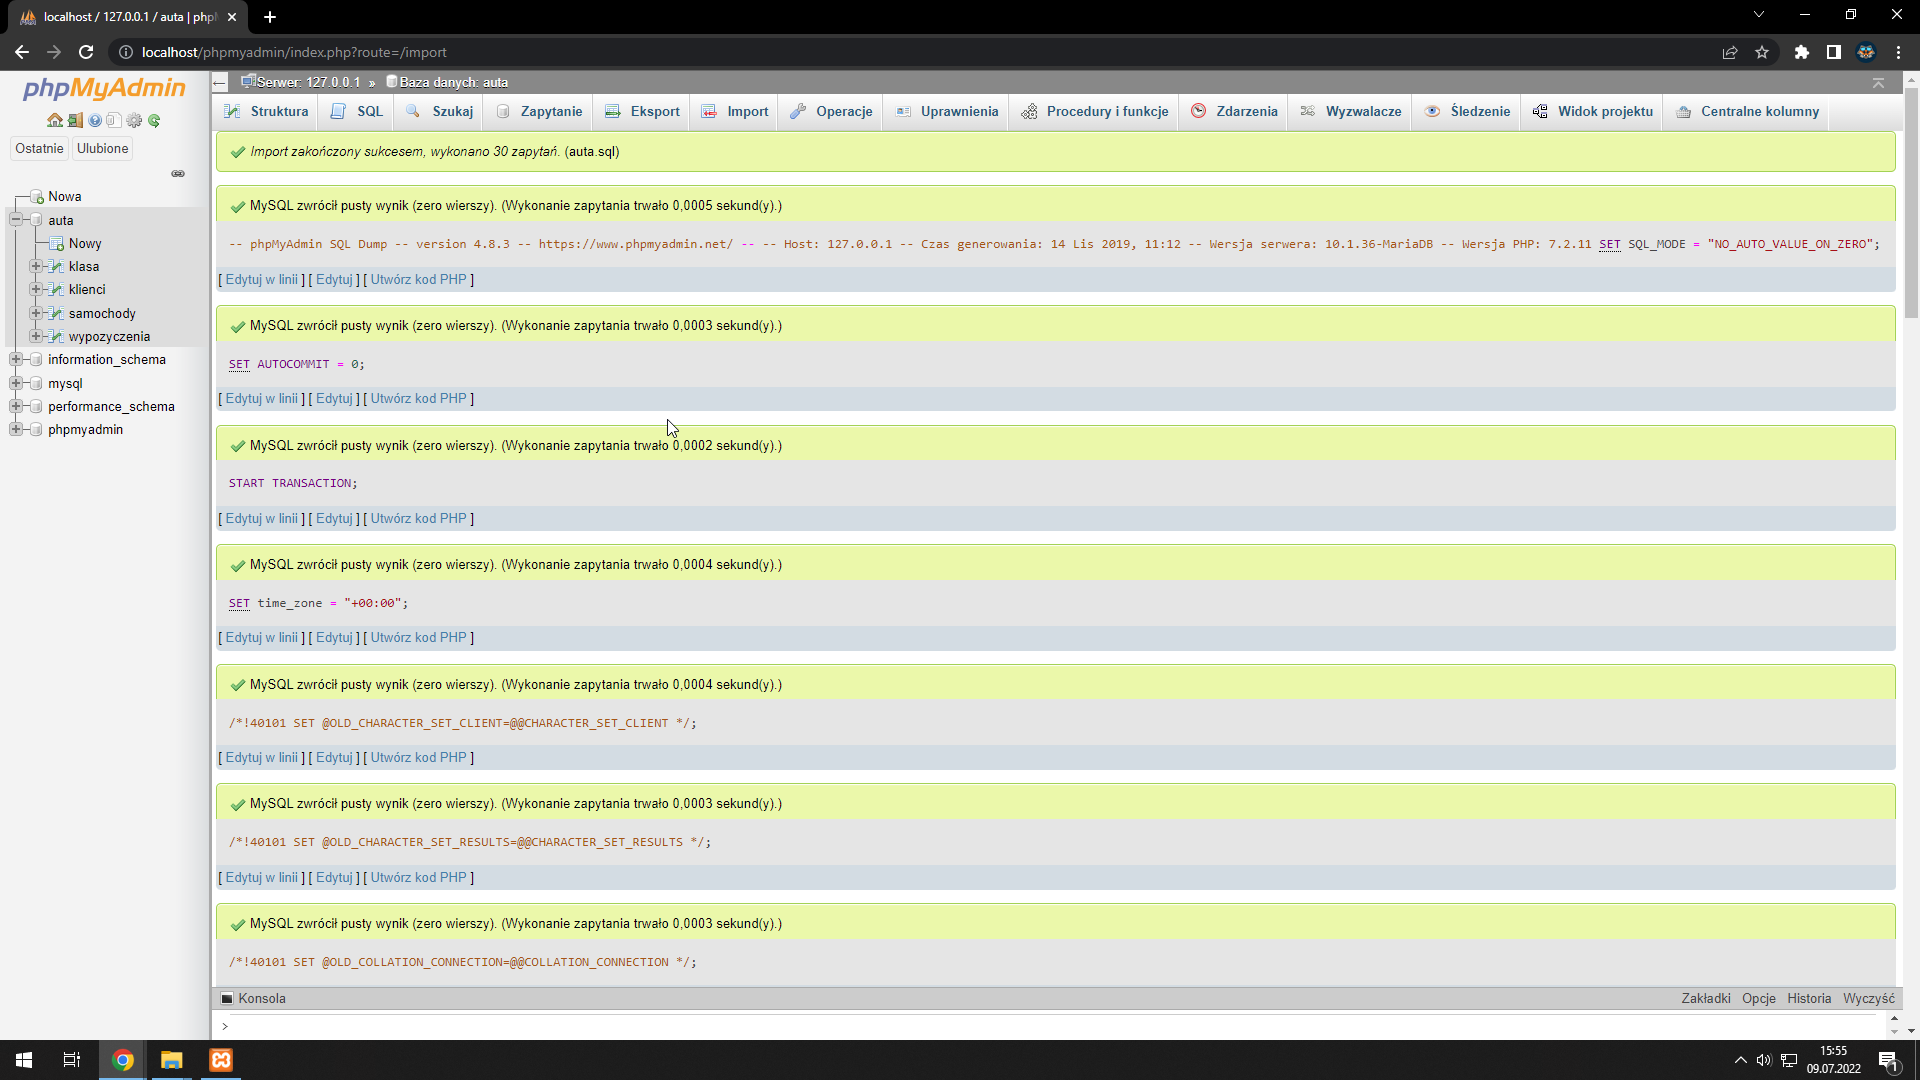 localhost / 127.0.0.1 / auta | php
localhost/phpmyadmin/index.php?route=/import
phpMyAdmin
Ostatnie Ulubione
Nowa
auta
Nowy
klasa
klienci
samochody
wypozyczenia
information_schema
mysql
performance_schema
phpmyadmin
Serwer: 127.0.0.1 » Baza danych: auta
Struktura SQL Szukaj Zapytanie Eksport Import Operacje Uprawnienia Procedury i funkcje Zdarzenia Wyzwalacze Śledzenie Widok projektu Centralne kolumny
Import zakończony sukcesem, wykonano 30 zapytań. (auta.sql)
MySQL zwrócił pusty wynik (zero wierszy). (Wykonanie zapytania trwało 0,0005 sekund(y).)
-- phpMyAdmin SQL Dump -- version 4.8.3 -- https://www.phpmyadmin.net/ -- -- Host: 127.0.0.1 -- Czas generowania: 14 Lis 2019, 11:12 -- Wersja serwera: 10.1.36-MariaDB -- Wersja PHP: 7.2.11 SET SQL_MODE = "NO_AUTO_VALUE_ON_ZERO";
[ Edytuj w linii ] [ Edytuj ] [ Utwórz kod PHP ]
MySQL zwrócił pusty wynik (zero wierszy). (Wykonanie zapytania trwało 0,0003 sekund(y).)
SET AUTOCOMMIT = 0;
[ Edytuj w linii ] [ Edytuj ] [ Utwórz kod PHP ]
MySQL zwrócił pusty wynik (zero wierszy). (Wykonanie zapytania trwało 0,0002 sekund(y).)
START TRANSACTION;
[ Edytuj w linii ] [ Edytuj ] [ Utwórz kod PHP ]
MySQL zwrócił pusty wynik (zero wierszy). (Wykonanie zapytania trwało 0,0004 sekund(y).)
SET time_zone = "+00:00";
[ Edytuj w linii ] [ Edytuj ] [ Utwórz kod PHP ]
MySQL zwrócił pusty wynik (zero wierszy). (Wykonanie zapytania trwało 0,0004 sekund(y).)
/*!40101 SET @OLD_CHARACTER_SET_CLIENT=@@CHARACTER_SET_CLIENT */;
[ Edytuj w linii ] [ Edytuj ] [ Utwórz kod PHP ]
MySQL zwrócił pusty wynik (zero wierszy). (Wykonanie zapytania trwało 0,0003 sekund(y).)
/*!40101 SET @OLD_CHARACTER_SET_RESULTS=@@CHARACTER_SET_RESULTS */;
[ Edytuj w linii ] [ Edytuj ] [ Utwórz kod PHP ]
MySQL zwrócił pusty wynik (zero wierszy). (Wykonanie zapytania trwało 0,0003 sekund(y).)
/*!40101 SET @OLD_COLLATION_CONNECTION=@@COLLATION_CONNECTION */;
Konsola Zakładki Opcje Historia Wyczyść
>
15:55
09.07.2022
1